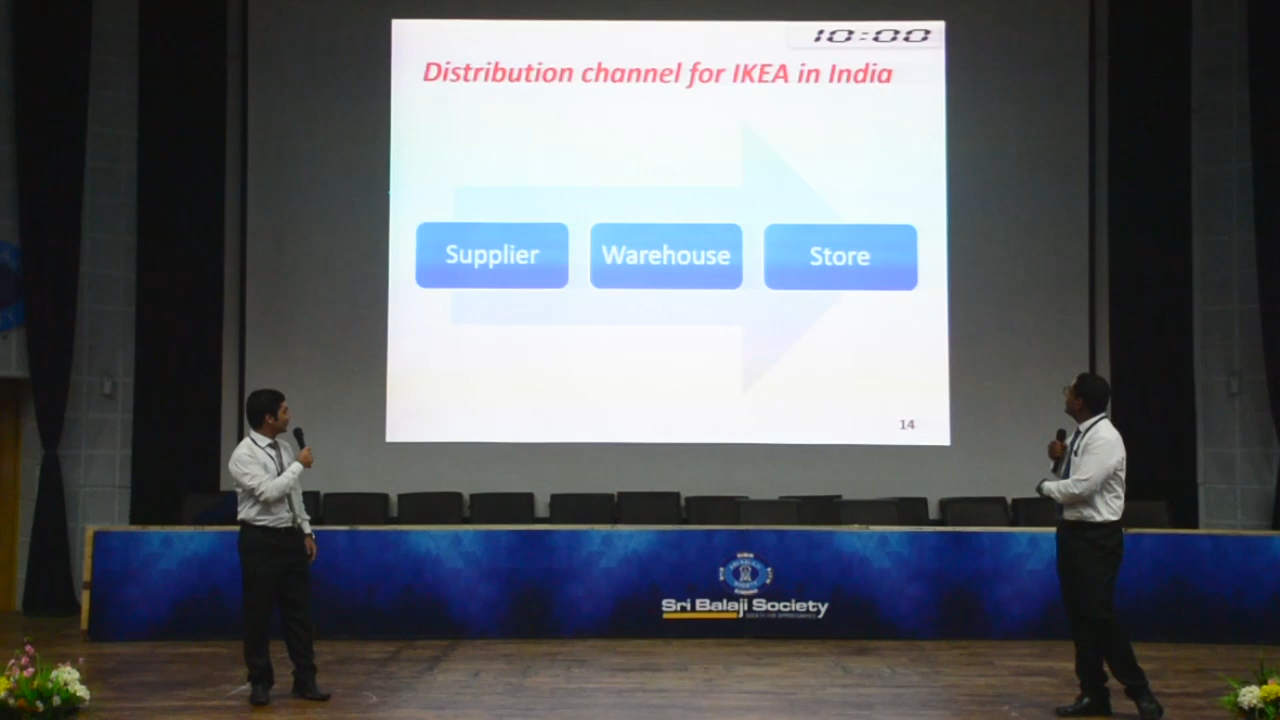 10:00
Distribution channel for IKEA in India
Supplier
Warehouse
Store
14
Sri Balaji Society